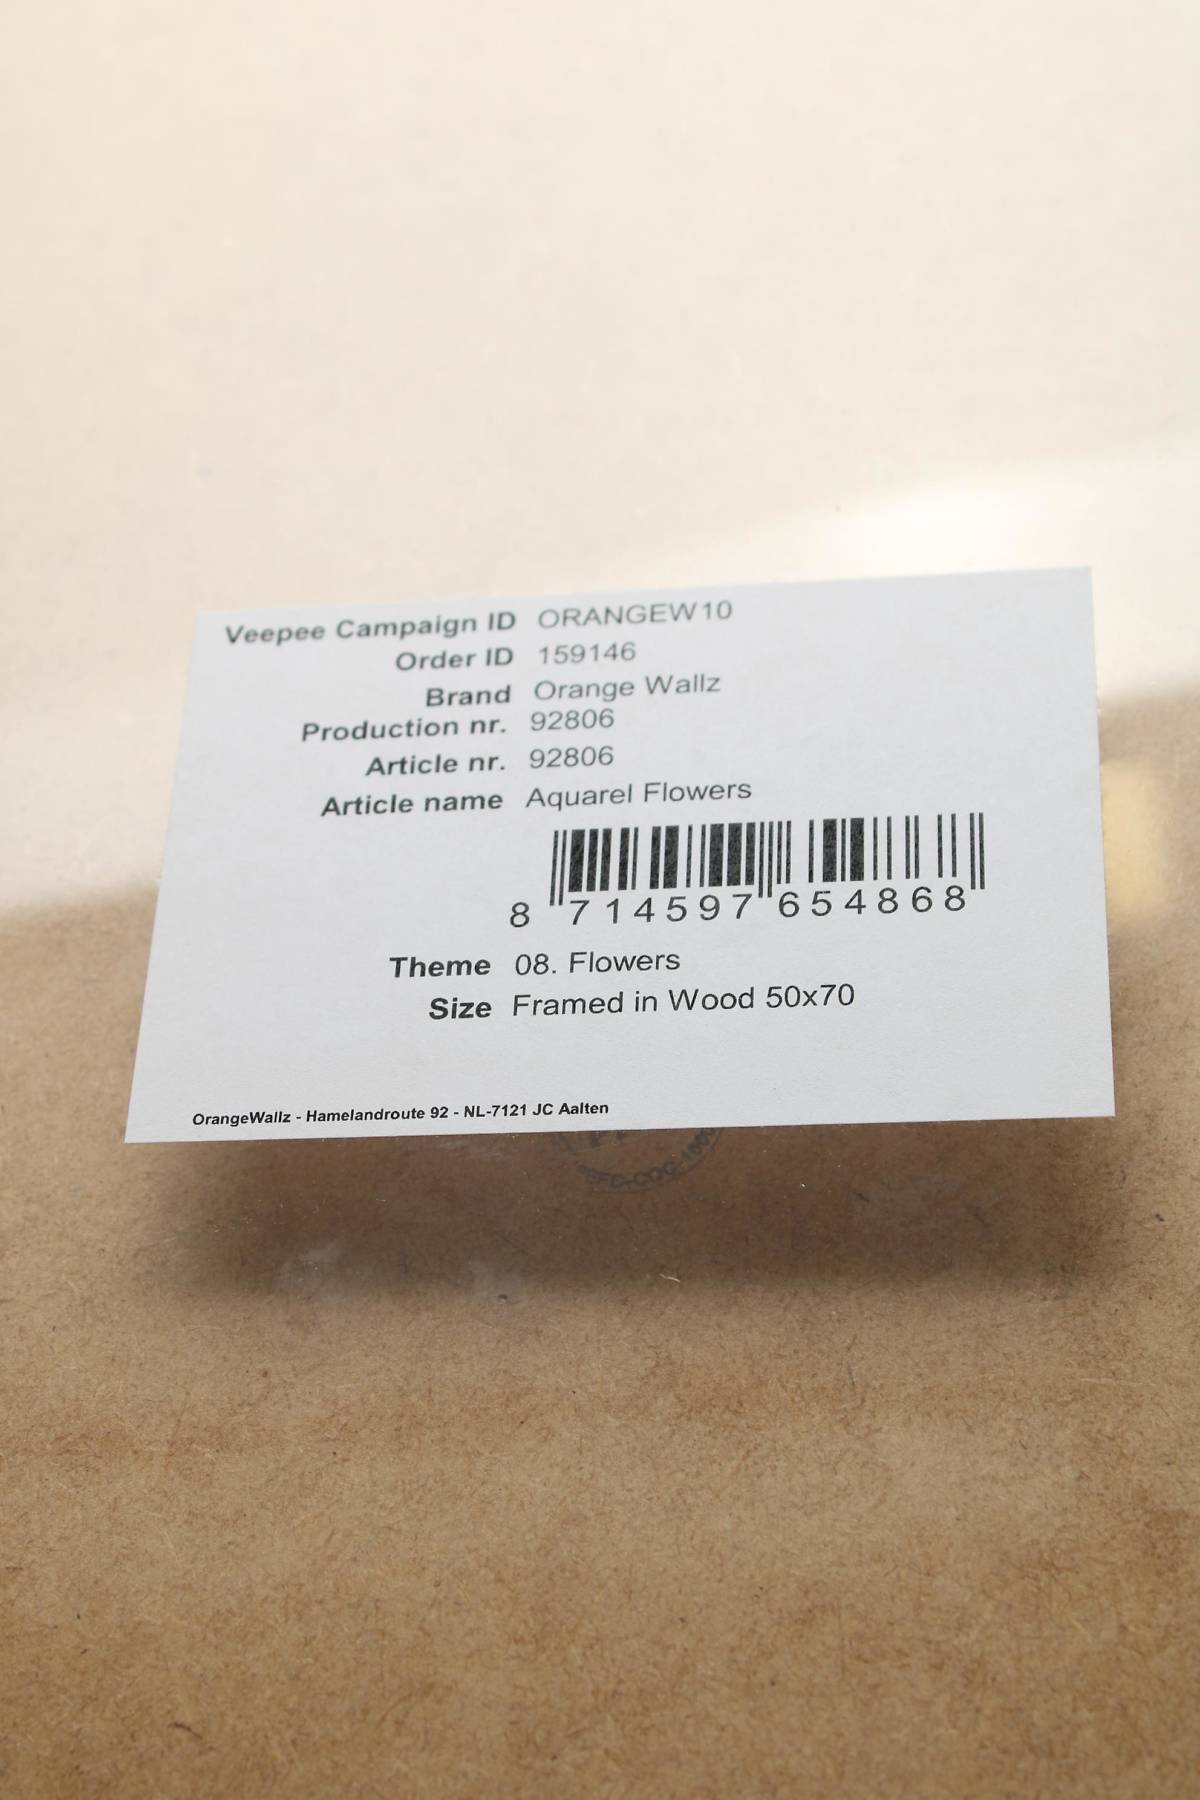 Veepee Campaign ID ORANGEW10
Order ID 159146
Brand Orange Wallz
Production nr. 92806
Article nr. 92806
Article name Aquarel Flowers
8 714597 654868
Theme 08. Flowers
Size Framed in Wood 50x70
OrangeWallz - Hamelandroute 92 - NL-7121 JC Aalten